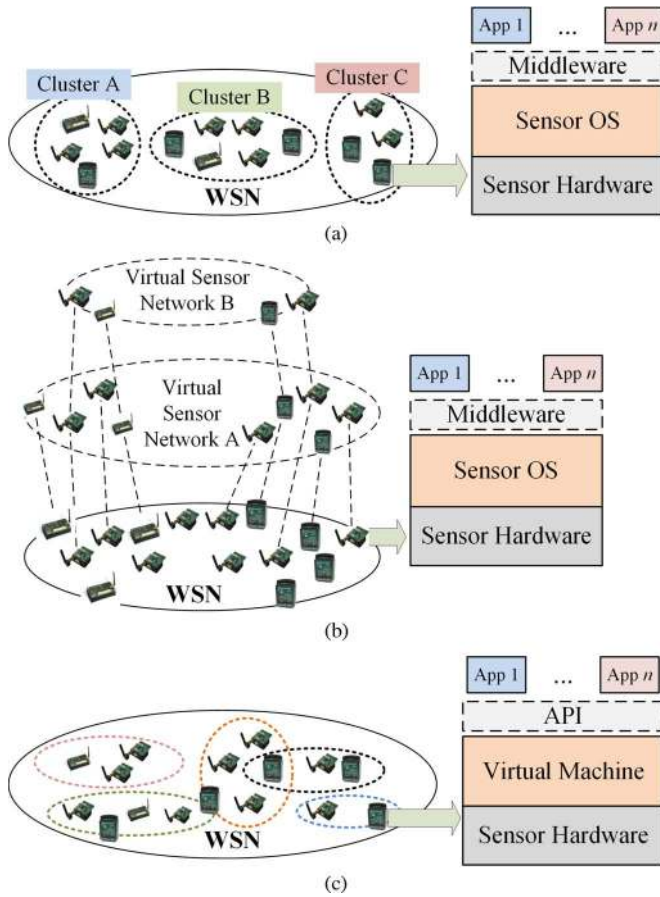 App 1 ... App n
Middleware
Sensor OS
Sensor Hardware
Cluster A
Cluster B
Cluster C
WSN
(a)
Virtual Sensor
Network B
Virtual
Sensor
Network A
WSN
App 1 ... App n
Middleware
Sensor OS
Sensor Hardware
(b)
WSN
App 1 ... App n
API
Virtual Machine
Sensor Hardware
(c)